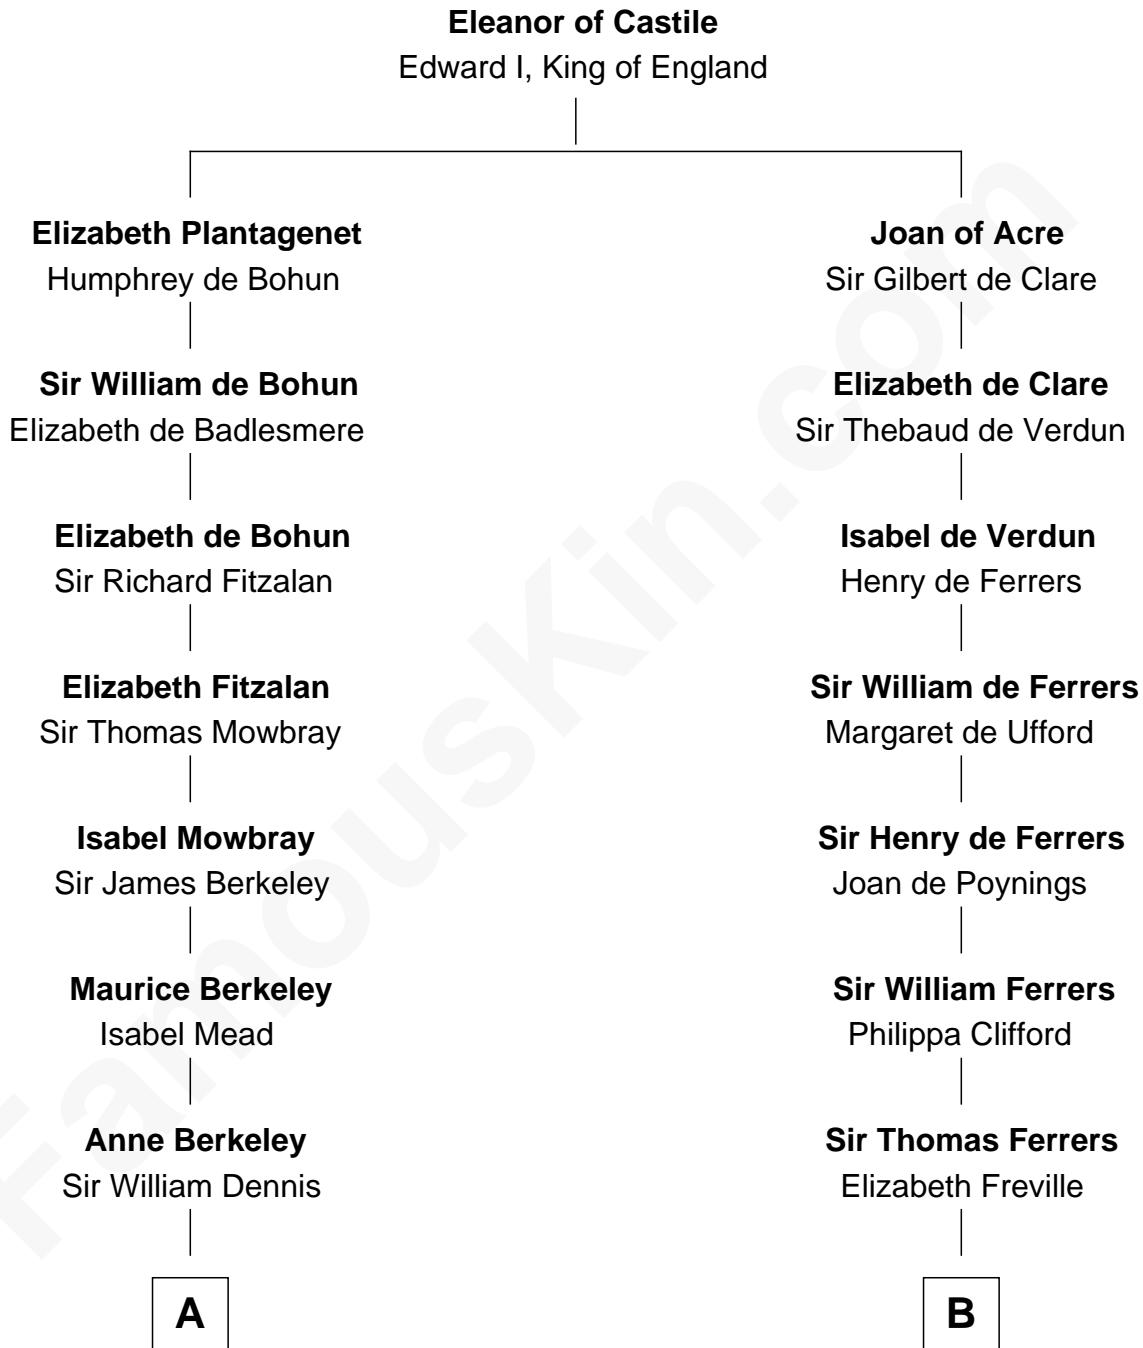 Eleanor of Castile
Edward I, King of England
Elizabeth Plantagenet
Humphrey de Bohun
Joan of Acre
Sir Gilbert de Clare
Sir William de Bohun
Elizabeth de Badlesmere
Elizabeth de Clare
Sir Thebaud de Verdun
Elizabeth de Bohun
Sir Richard Fitzalan
Isabel de Verdun
Henry de Ferrers
Elizabeth Fitzalan
Sir Thomas Mowbray
Sir William de Ferrers
Margaret de Ufford
Isabel Mowbray
Sir James Berkeley
Sir Henry de Ferrers
Joan de Poynings
Maurice Berkeley
Isabel Mead
Sir William Ferrers
Philippa Clifford
Anne Berkeley
Sir William Dennis
Sir Thomas Ferrers
Elizabeth Freville
A
B
FamousKin.com